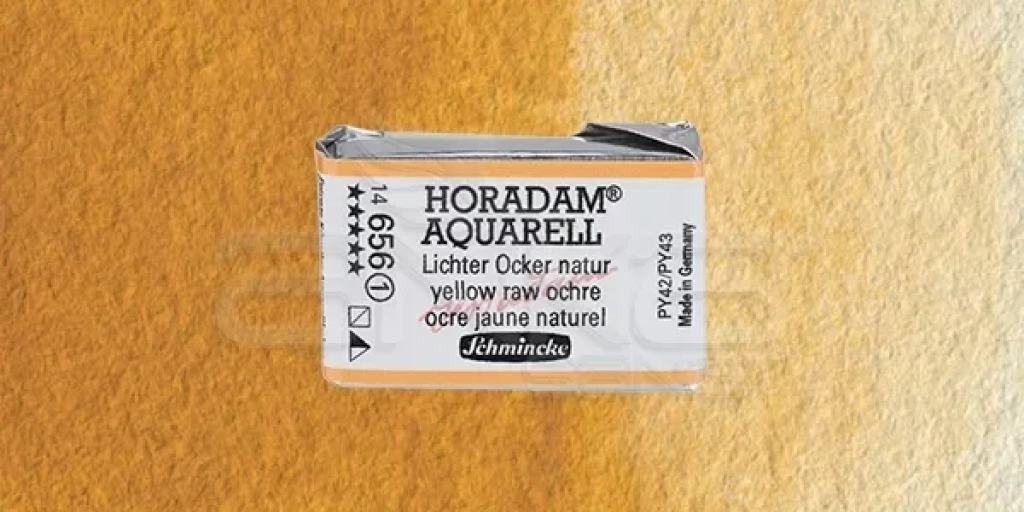 HORADAM®
AQUARELL
Lichter Ocker natur
yellow raw ochre
ocre jaune naturel
Schmincke
14 656 1
★★★★★
PY42/PY43
Made in Germany